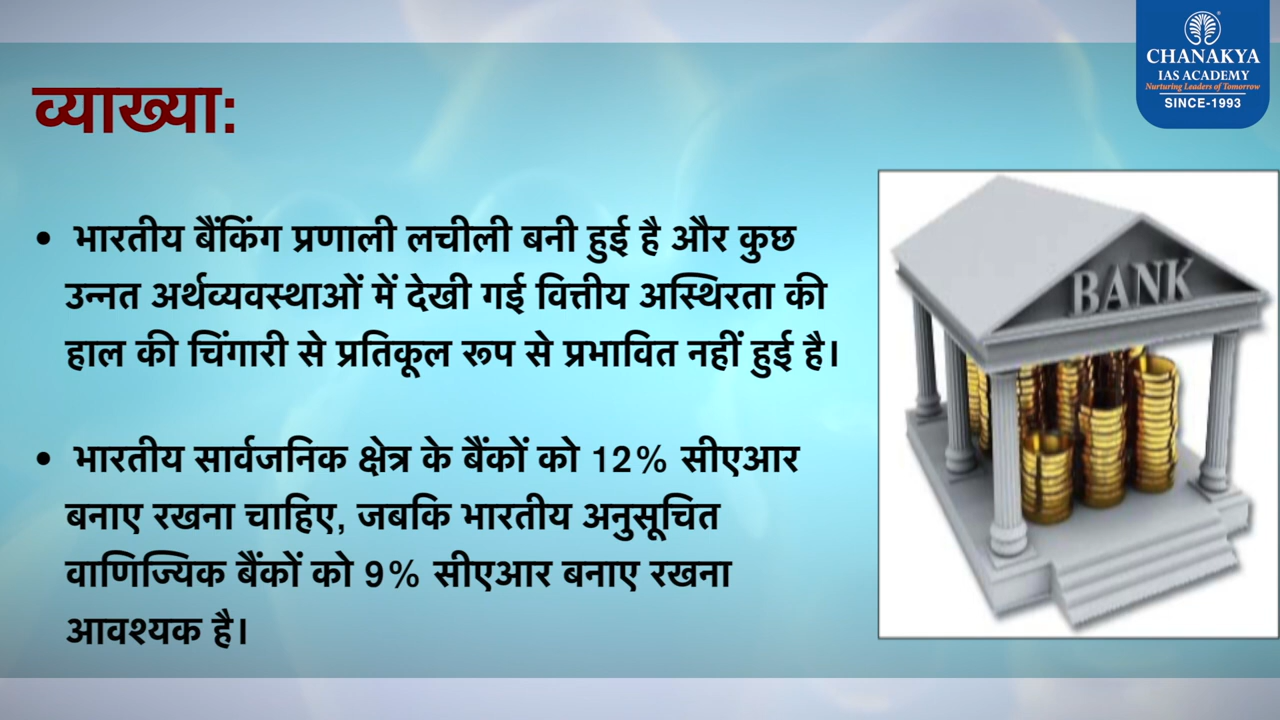 CHANAKYA
IAS ACADEMY
Nurturing Leaders of Tomorrow
SINCE-1993
व्याख्या:
• भारतीय बैंकिंग प्रणाली लचीली बनी हुई है और कुछ
उन्नत अर्थव्यवस्थाओं में देखी गई वित्तीय अस्थिरता की
हाल की चिंगारी से प्रतिकूल रूप से प्रभावित नहीं हुई है।
• भारतीय सार्वजनिक क्षेत्र के बैंकों को 12% सीएआर
बनाए रखना चाहिए, जबकि भारतीय अनुसूचित
वाणिज्यिक बैंकों को 9% सीएआर बनाए रखना
आवश्यक है।
BANK